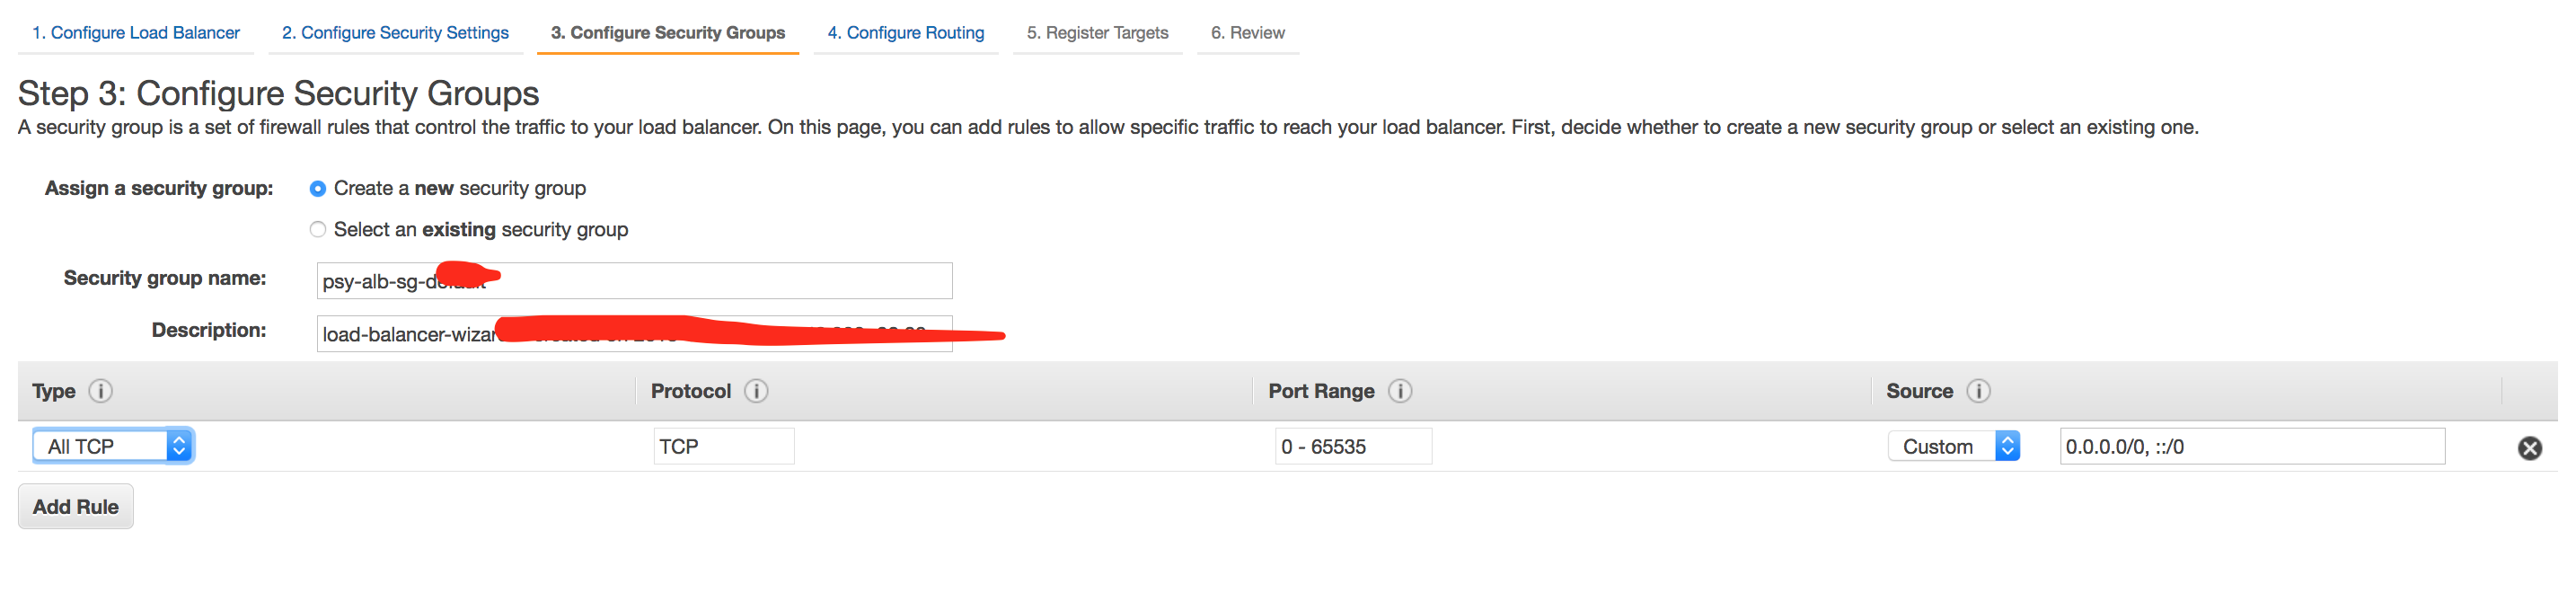 1. Configure Load Balancer 2. Configure Security Settings 3. Configure Security Groups 4. Configure Routing 5. Register Targets 6. Review
Step 3: Configure Security Groups
A security group is a set of firewall rules that control the traffic to your load balancer. On this page, you can add rules to allow specific traffic to reach your load balancer. First, decide whether to create a new security group or select an existing one.
Assign a security group: Create a new security group
Select an existing security group
Security group name: psy-alb-sg-
Description: load-balancer-wizar
Type Protocol Port Range Source
All TCP TCP 0 - 65535 Custom 0.0.0.0/0, ::/0
Add Rule